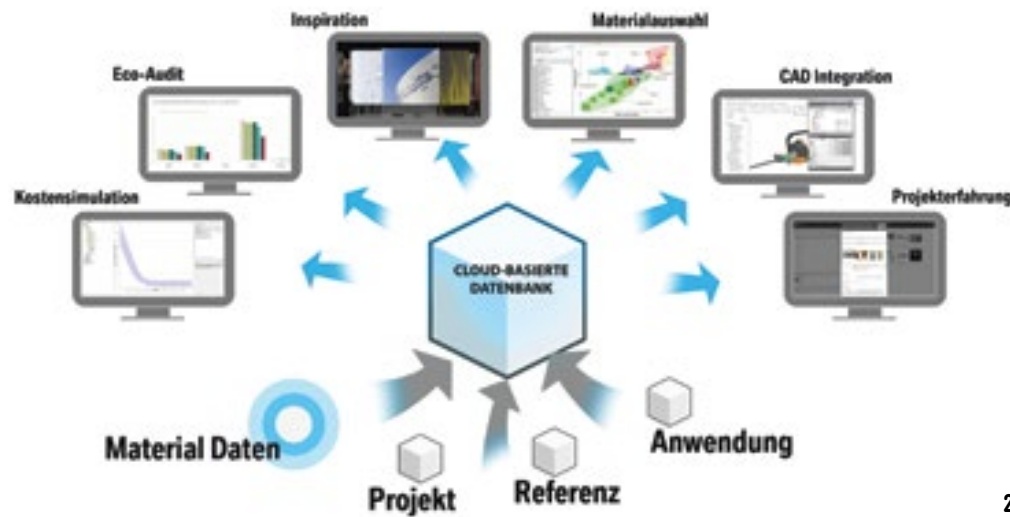 Inspiration
Materialauswahl
Eco-Audit
CAD Integration
Kostensimulation
Projekterfahrung
CLOUD-BASIERTE
DATENBANK
Material Daten
Anwendung
Projekt
Referenz
2